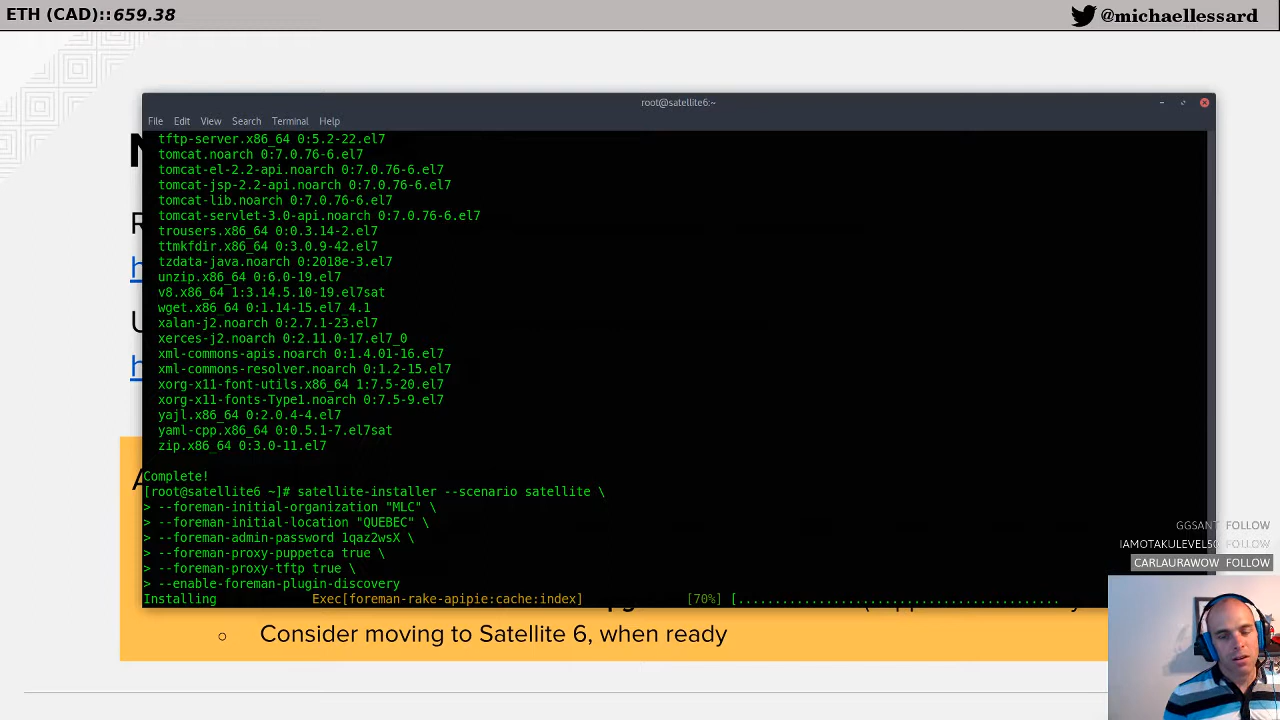 ETH (CAD)::659.38
@michaellessard
root@satellite6:~
File Edit View Search Terminal Help
tftp-server.x86_64 0:5.2-22.el7
tomcat.noarch 0:7.0.76-6.el7
tomcat-el-2.2-api.noarch 0:7.0.76-6.el7
tomcat-jsp-2.2-api.noarch 0:7.0.76-6.el7
tomcat-lib.noarch 0:7.0.76-6.el7
tomcat-servlet-3.0-api.noarch 0:7.0.76-6.el7
trousers.x86_64 0:0.3.14-2.el7
ttmkfdir.x86_64 0:3.0.9-42.el7
tzdata-java.noarch 0:2018e-3.el7
unzip.x86_64 0:6.0-19.el7
v8.x86_64 1:3.14.5.10-19.el7sat
wget.x86_64 0:1.14-15.el7_4.1
xalan-j2.noarch 0:2.7.1-23.el7
xerces-j2.noarch 0:2.11.0-17.el7_0
xml-commons-apis.noarch 0:1.4.01-16.el7
xml-commons-resolver.noarch 0:1.2-15.el7
xorg-x11-font-utils.x86_64 1:7.5-20.el7
xorg-x11-fonts-Type1.noarch 0:7.5-9.el7
yajl.x86_64 0:2.0.4-4.el7
yaml-cpp.x86_64 0:0.5.1-7.el7sat
zip.x86_64 0:3.0-11.el7
Complete!
[root@satellite6 ~]# satellite-installer --scenario satellite \
> --foreman-initial-organization "MLC" \
> --foreman-initial-location "QUEBEC" \
> --foreman-admin-password 1qaz2wsX \
> --foreman-proxy-puppetca true \
> --foreman-proxy-tftp true \
> --enable-foreman-plugin-discovery
Installing Exec[foreman-rake-apipie:cache:index] [70%] [...........................................
○ Consider moving to Satellite 6, when ready
GGSANT FOLLOW
IAMOTAKULEVEL50 FOLLOW
CARLAURAWOW FOLLOW